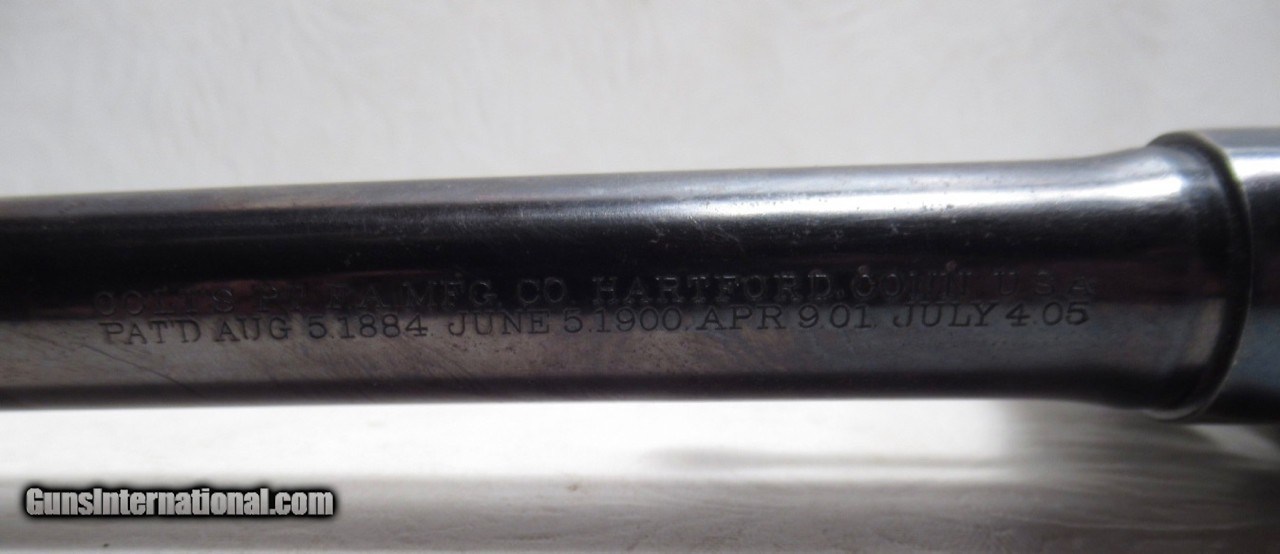 COLT'S PT. F.A. MFG. CO. HARTFORD, CONN. U.S.A.
PAT'D AUG 5.1884. JUNE 5.1900. APR 9.01. JULY 4.05
GunsInternational.com